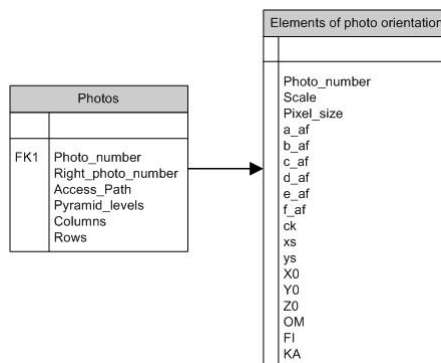 Elements of photo orientation
Photo_number
Scale
Pixel_size
a_af
b_af
c_af
d_af
e_af
f_af
ck
xs
ys
X0
Y0
Z0
OM
FI
KA
Photos
FK1 Photo_number
Right_photo_number
Access_Path
Pyramid_levels
Columns
Rows